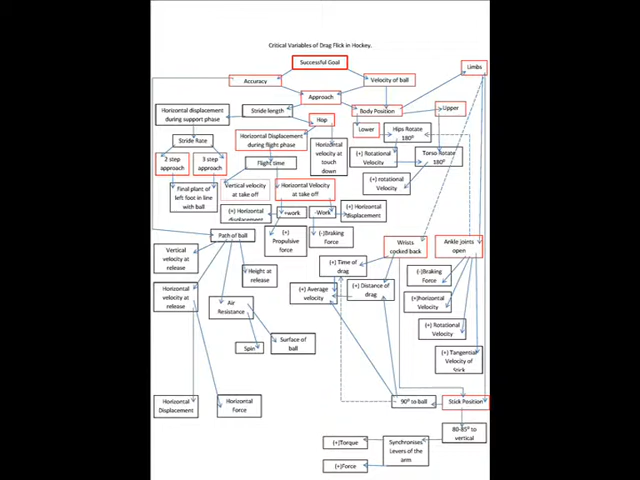 Critical Variables of Drag Flick in Hockey.
Successful Goal
Limbs
Accuracy
Velocity of ball
Approach
Horizontal displacement
during support phase
Stride length
Body Position
Upper
Hop
Lower
Hips Rotate
180⁰
Stride Rate
Horizontal Displacement
during flight phase
Horizontal
velocity at
touch
down
(+) Rotational
Velocity
Torso Rotate
180⁰
2 step
approach
3 step
approach
Flight time
(+) rotational
Velocity
Final plant of
left foot in line
with ball
Vertical velocity
at take off
Horizontal Velocity
at take off
(+) Horizontal
displacement
+work
-Work
(+) Horizontal
displacement
Path of ball
(+)
Propulsive
force
(-)Braking
Force
Wrists
cocked back
Ankle joints
open
Vertical
velocity at
release
Height at
release
(+) Time of
drag
(-)Braking
Force
Horizontal
velocity at
release
(+) Average
velocity
(+) Distance of
drag
(+)horizontal
Velocity
Air
Resistance
(+) Rotational
Velocity
Spin
Surface of
ball
(+) Tangential
Velocity of
Stick
Horizontal
Displacement
Horizontal
Force
90⁰ to ball
Stick Position
80-85⁰ to
vertical
(+)Torque
Synchronises
Levers of the
arm
(+)Force